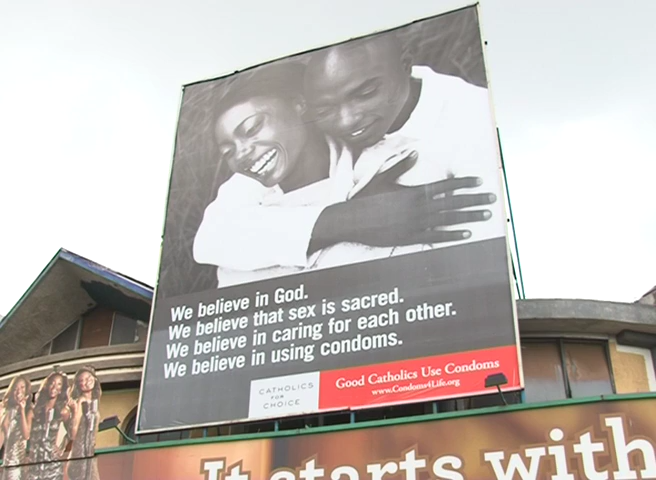 We believe in God.
We believe that sex is sacred.
We believe in caring for each other.
We believe in using condoms.
CATHOLICS
FOR
CHOICE
Good Catholics Use Condoms
www.Condoms4Life.org
It starts with